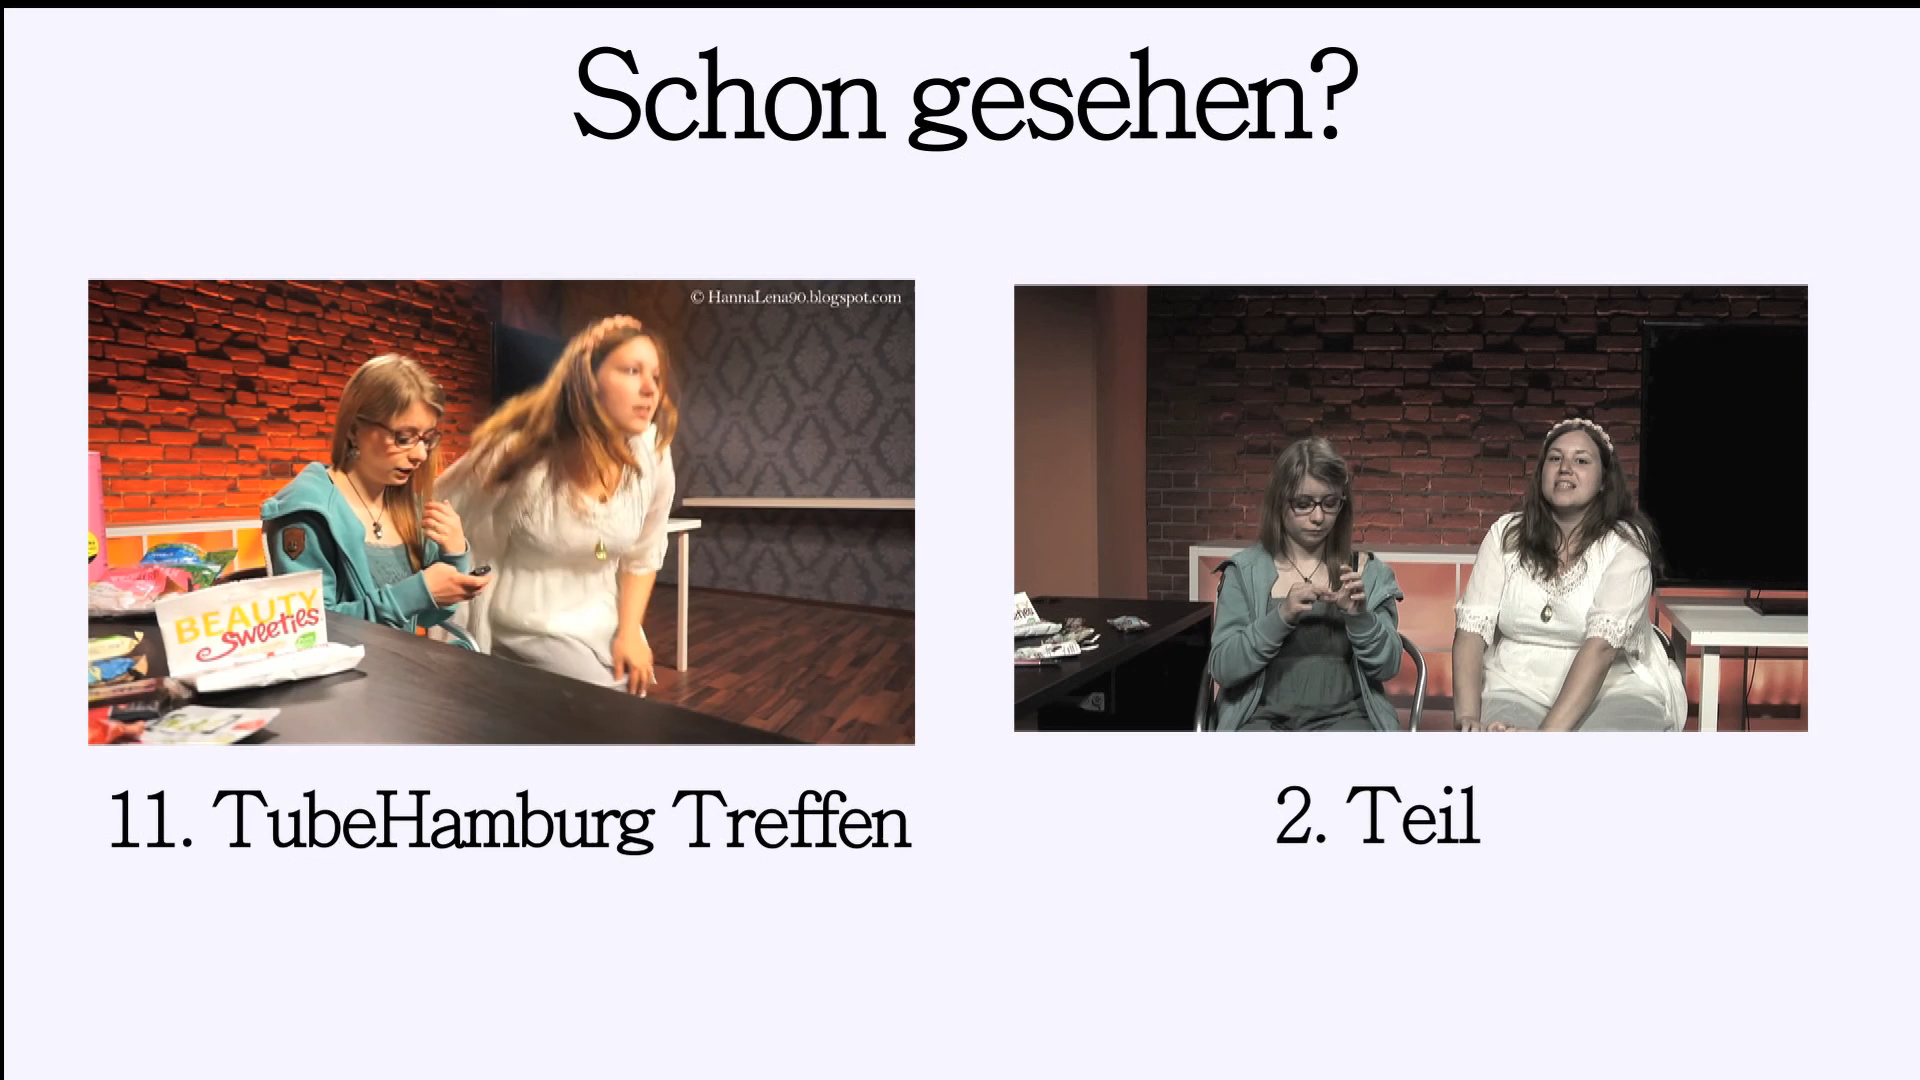 Schon gesehen?
© HannaLena90.blogspot.com
BEAUTY
Sweeties
11. TubeHamburg Treffen
2. Teil